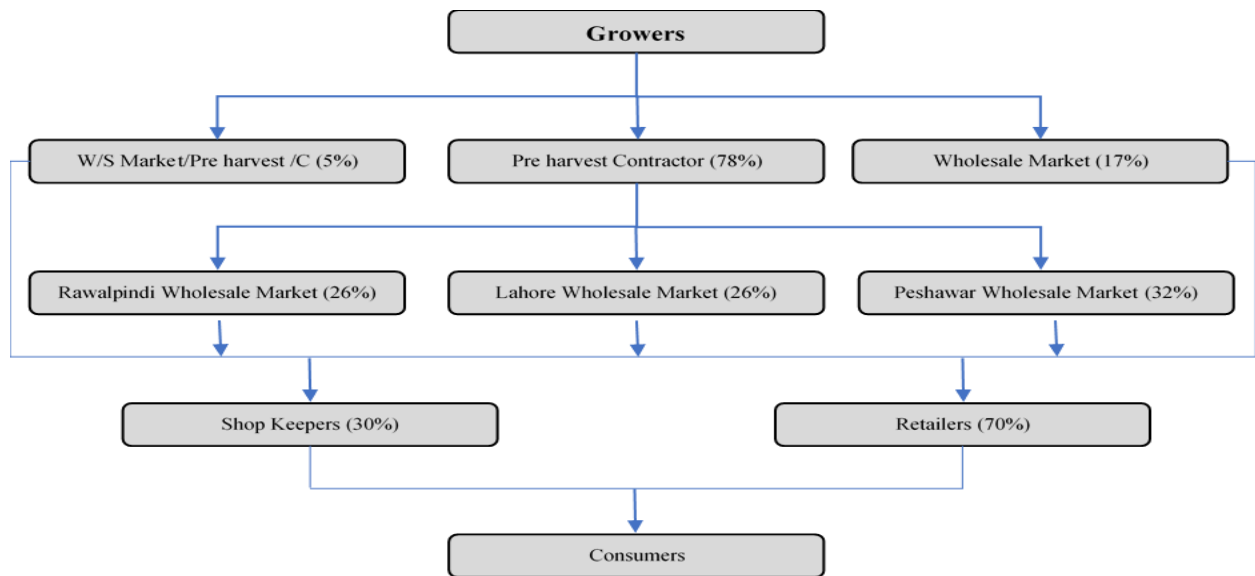 Growers
W/S Market/Pre harvest /C (5%)
Pre harvest Contractor (78%)
Wholesale Market (17%)
Rawalpindi Wholesale Market (26%)
Lahore Wholesale Market (26%)
Peshawar Wholesale Market (32%)
Shop Keepers (30%)
Retailers (70%)
Consumers